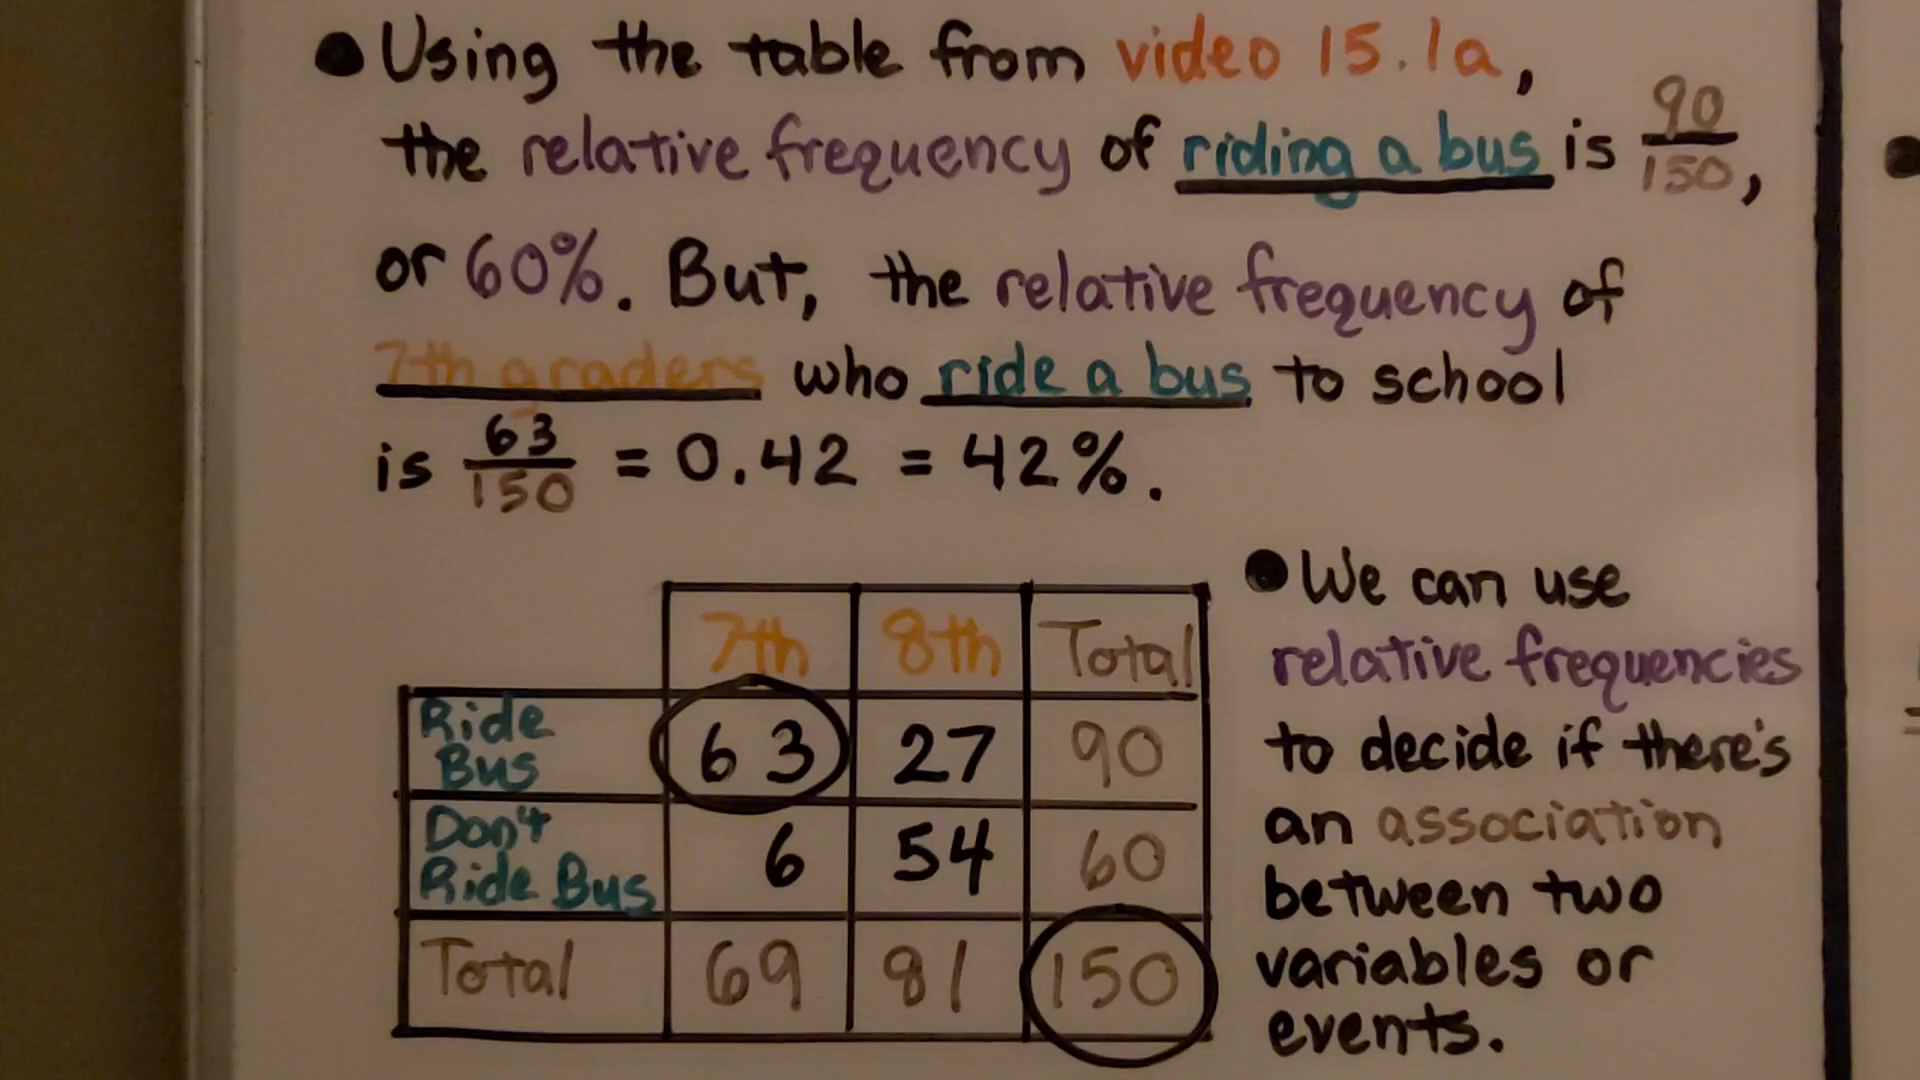 ● Using the table from video 15.1a,
the relative frequency of riding a bus is 90/150,
or 60%. But, the relative frequency of
7th graders who ride a bus to school
is 63/150 = 0.42 = 42%.
7th 8th Total
Ride Bus 63 27 90
Don't Ride Bus 6 54 60
Total 69 81 150
● We can use
relative frequencies
to decide if there's
an association
between two
variables or
events.